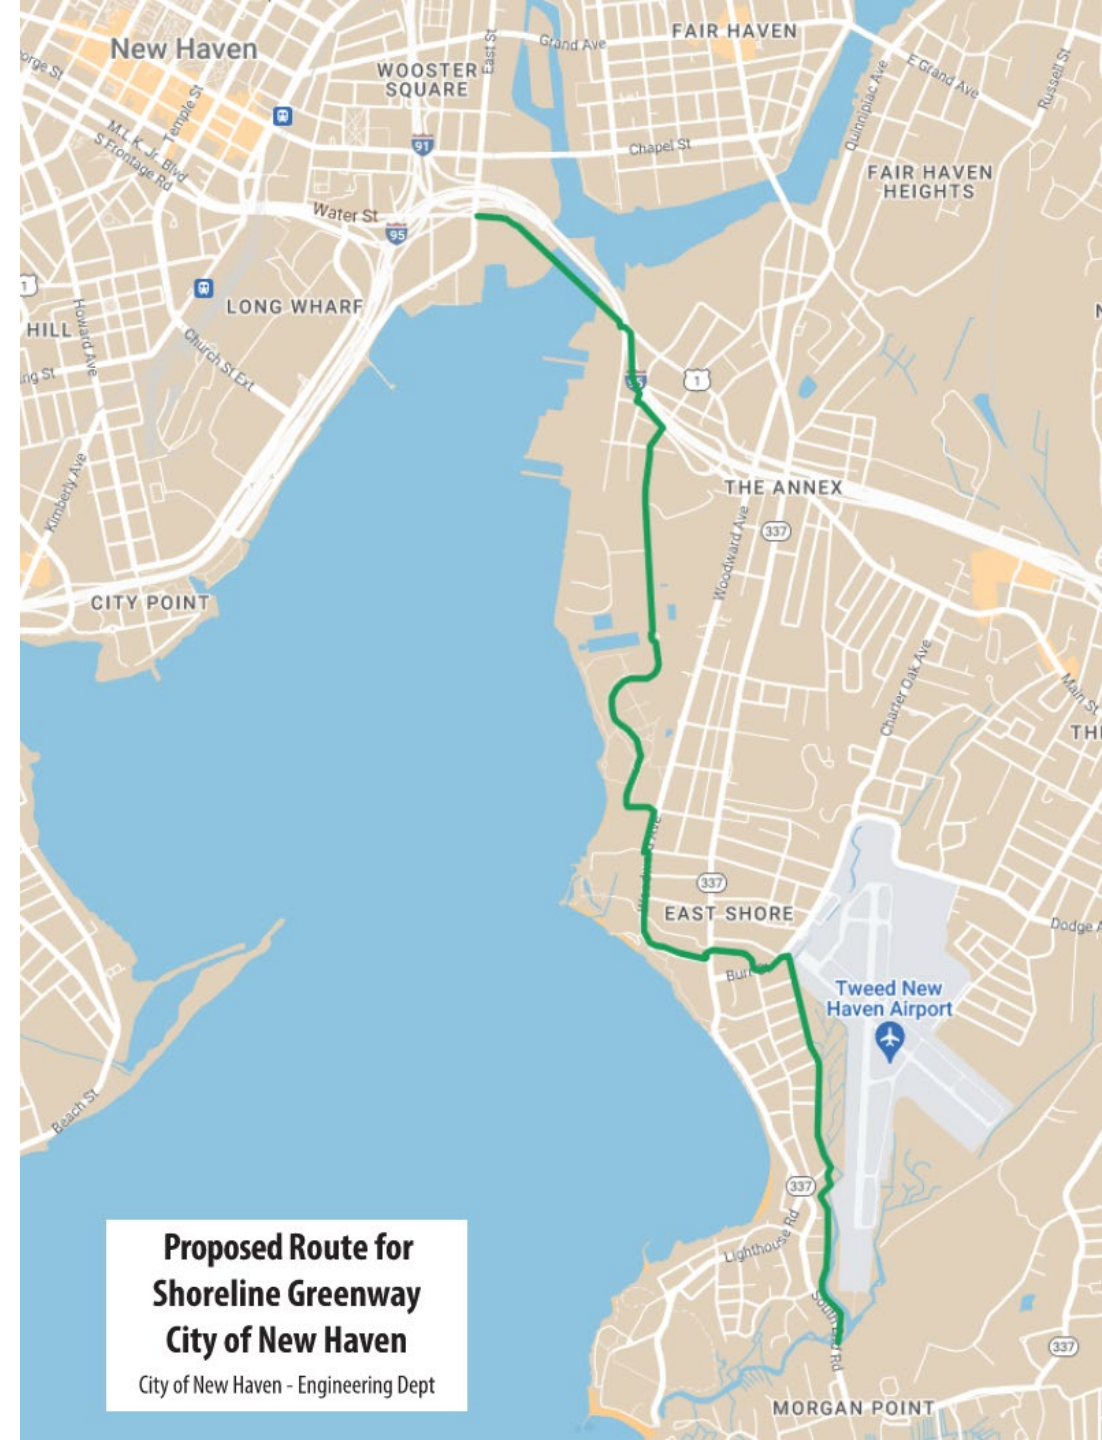 New Haven
WOOSTER
SQUARE
East St
Grand Ave
FAIR HAVEN
E Grand Ave
Russell St
Quinnipiac Ave
Temple St
M.L.K. Jr. Blvd
S Frontage Rd
91
Chapel St
FAIR HAVEN
HEIGHTS
Water St
95
1
LONG WHARF
HILL
Howard Ave
Church St Ext
1
Kimberly Ave
THE ANNEX
337
Woodward Ave
CITY POINT
Charter Oak Ave
Main St
337
EAST SHORE
Dodge A
Tweed New
Haven Airport
Beach St
337
Lighthouse Rd
337
MORGAN POINT
Proposed Route for
Shoreline Greenway
City of New Haven
City of New Haven - Engineering Dept